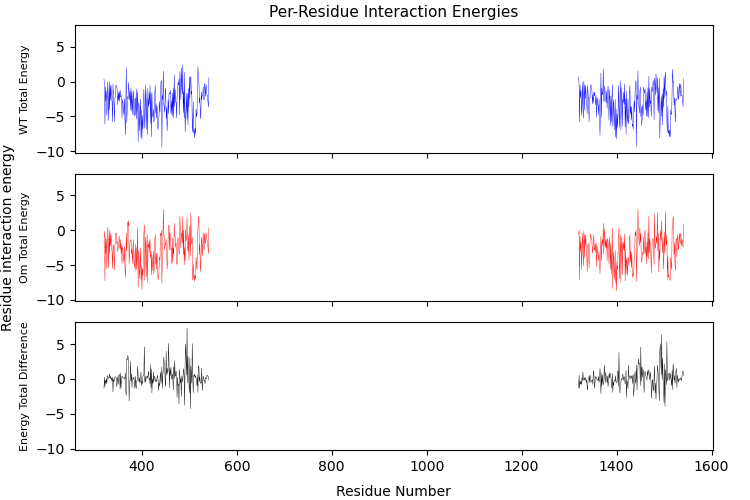 Per-Residue Interaction Energies
Residue interaction energy
WT Total Energy
5
0
−5
−10
Om Total Energy
5
0
−5
−10
Energy Total Difference
5
0
−5
−10
400 600 800 1000 1200 1400 1600
Residue Number